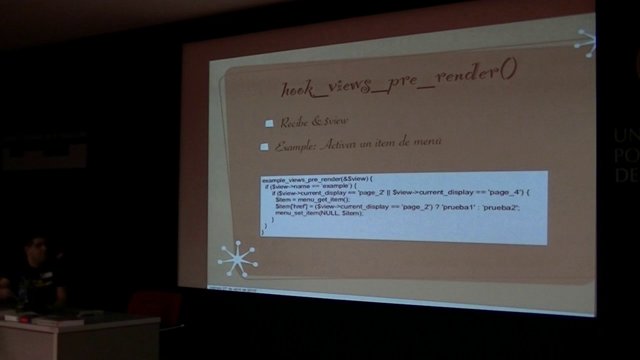 hook_views_pre_render()
Recibe &$view
Example: Activar un item de menú
example_views_pre_render(&$view) {
if ($view->name == 'example') {
if ($view->current_display == 'page_2' || $view->current_display == 'page_4') {
$item = menu_get_item();
$item['href'] = ($view->current_display == 'page_2') ? 'prueba1' : 'prueba2';
menu_set_item(NULL, $item);
}
}
}
UN
PO
DE